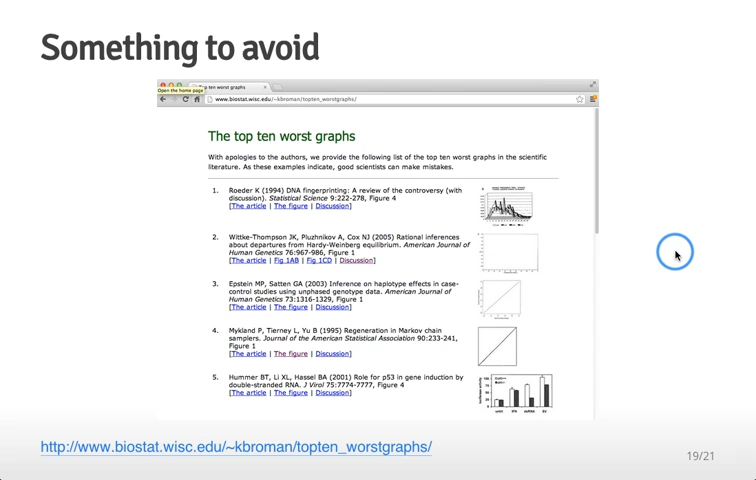 Something to avoid
Top ten worst graphs
Open the home page
www.biostat.wisc.edu/~kbroman/topten_worstgraphs/
The top ten worst graphs
With apologies to the authors, we provide the following list of the top ten worst graphs in the scientific
literature. As these examples indicate, good scientists can make mistakes.
1. Roeder K (1994) DNA fingerprinting: A review of the controversy (with
discussion). Statistical Science 9:222-278, Figure 4
[The article | The figure | Discussion]
2. Wittke-Thompson JK, Pluzhnikov A, Cox NJ (2005) Rational inferences
about departures from Hardy-Weinberg equilibrium. American Journal of
Human Genetics 76:967-986, Figure 1
[The article | Fig 1AB | Fig 1CD | Discussion]
3. Epstein MP, Satten GA (2003) Inference on haplotype effects in case-
control studies using unphased genotype data. American Journal of
Human Genetics 73:1316-1329, Figure 1
[The article | The figure | Discussion]
4. Mykland P, Tierney L, Yu B (1995) Regeneration in Markov chain
samplers. Journal of the American Statistical Association 90:233-241,
Figure 1
[The article | The figure | Discussion]
5. Hummer BT, Li XL, Hassel BA (2001) Role for p53 in gene induction by
double-stranded RNA. J Virol 75:7774-7777, Figure 4
[The article | The figure | Discussion]
http://www.biostat.wisc.edu/~kbroman/topten_worstgraphs/
19/21